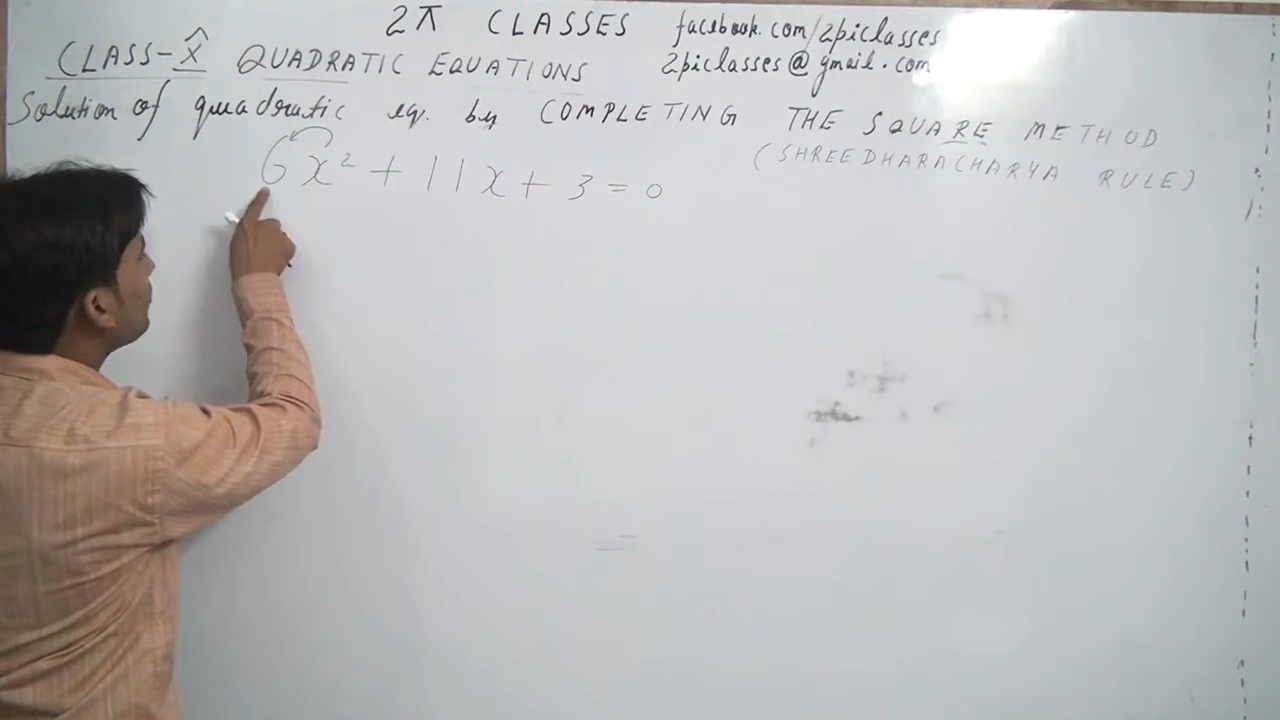 2π CLASSES facebook.com/2piclasses
CLASS-X QUADRATIC EQUATIONS 2piclasses@gmail.com
Solution of quadratic eq. by COMPLETING THE SQUARE METHOD
(SHREEDHARACHARYA RULE)
6x² + 11x + 3 = 0